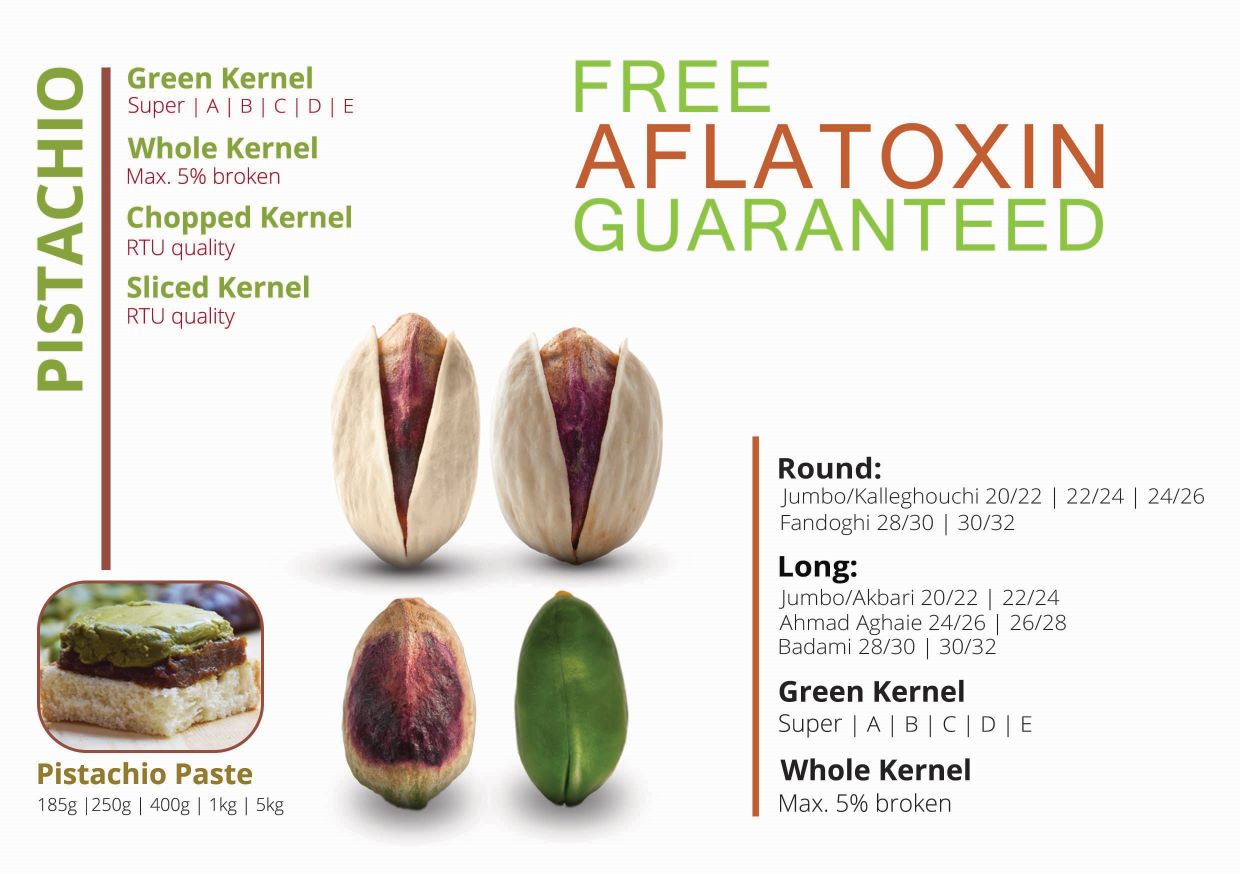 PISTACHIO
Green Kernel
Super | A | B | C | D | E
Whole Kernel
Max. 5% broken
Chopped Kernel
RTU quality
Sliced Kernel
RTU quality
FREE
AFLATOXIN
GUARANTEED
Pistachio Paste
185g |250g | 400g | 1kg | 5kg
Round:
Jumbo/Kalleghouchi 20/22 | 22/24 | 24/26
Fandoghi 28/30 | 30/32
Long:
Jumbo/Akbari 20/22 | 22/24
Ahmad Aghaie 24/26 | 26/28
Badami 28/30 | 30/32
Green Kernel
Super | A | B | C | D | E
Whole Kernel
Max. 5% broken